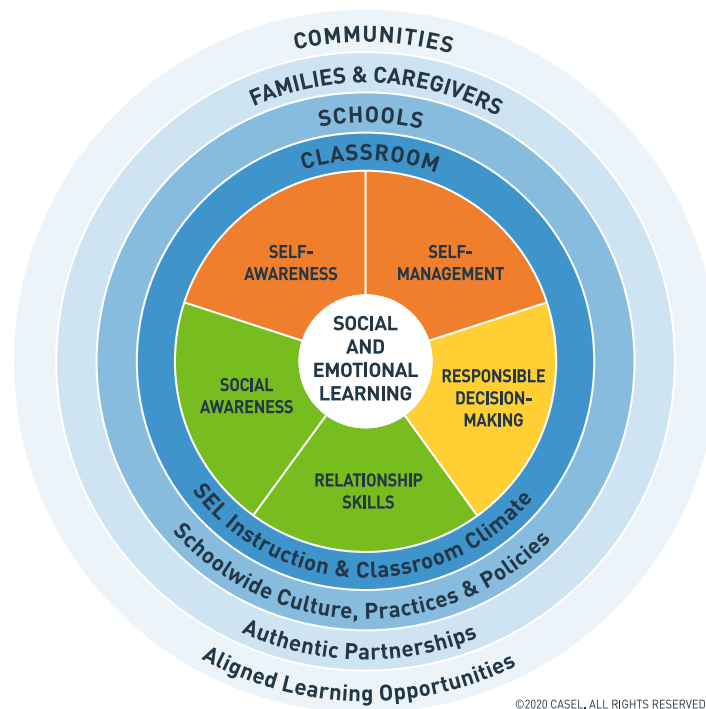 COMMUNITIES
FAMILIES & CAREGIVERS
SCHOOLS
CLASSROOM
SELF-
AWARENESS
SELF-
MANAGEMENT
SOCIAL
AND
EMOTIONAL
LEARNING
SOCIAL
AWARENESS
RESPONSIBLE
DECISION-
MAKING
RELATIONSHIP
SKILLS
SEL Instruction & Classroom Climate
Schoolwide Culture, Practices & Policies
Authentic Partnerships
Aligned Learning Opportunities
©2020 CASEL. ALL RIGHTS RESERVED